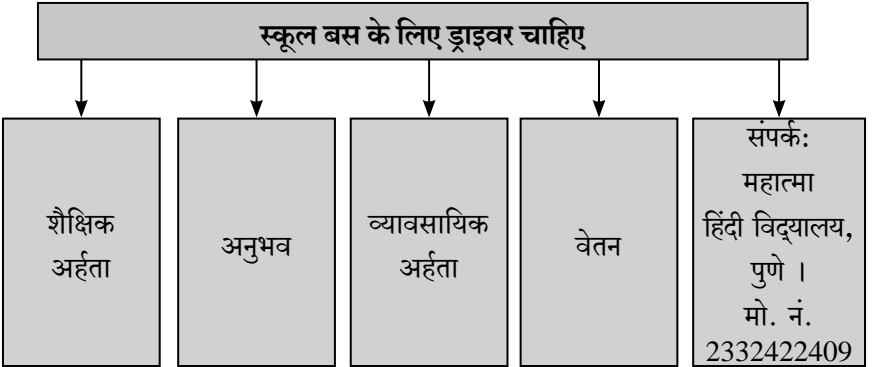 स्कूल बस के लिए ड्राइवर चाहिए
शैक्षिक
अर्हता
अनुभव
व्यावसायिक
अर्हता
वेतन
संपर्क:
महात्मा
हिंदी विद्‌यालय,
पुणे ।
मो. नं.
2332422409